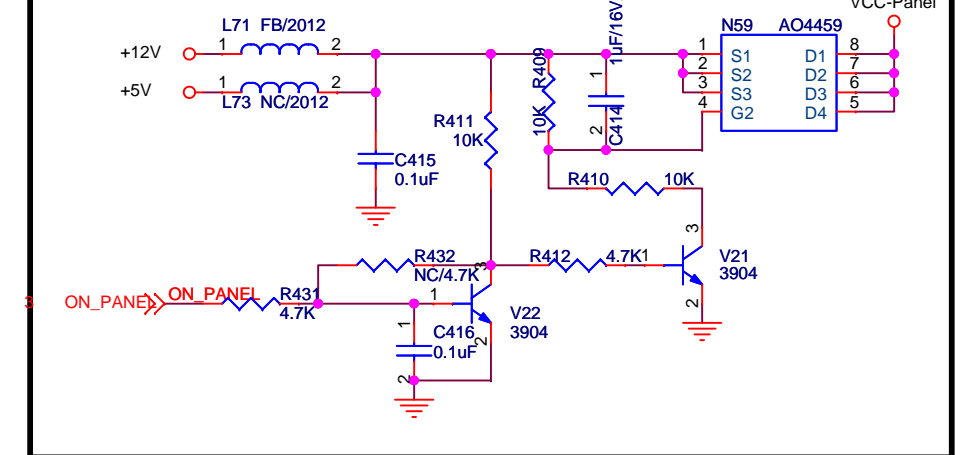 VCC-Panel
L71 FB/2012
N59 AO4459
+12V
1
2
+5V
1
2
L73 NC/2012
R409
10K
1uF/16V
1
2
C414
1 S1 D1 8
2 S2 D2 7
3 S3 D3 6
4 G2 D4 5
R411
10K
C415
0.1uF
R410 10K
3
V21
3904
2
R432
NC/4.7K
3
R412 4.7K 1
3 ON_PANEL
ON_PANEL
R431
4.7K
1
V22
3904
2
1
C416
0.1uF
2